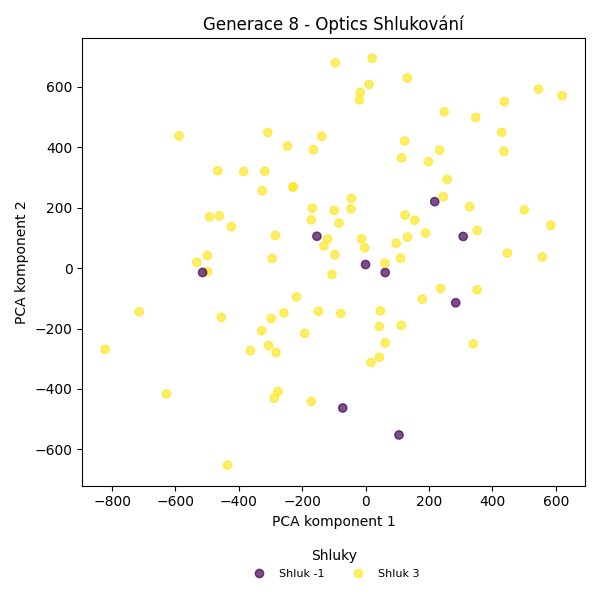 Generace 8 - Optics Shlukování
PCA komponent 2
600
400
200
0
−200
−400
−600
−800 −600 −400 −200 0 200 400 600
PCA komponent 1
Shluky
Shluk -1 Shluk 3